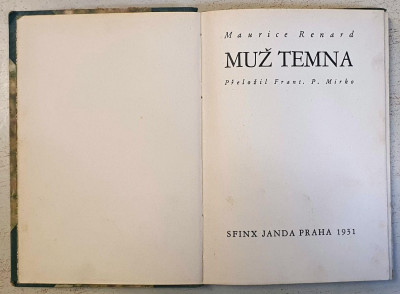 Maurice Renard
MUŽ TEMNA
Přeložil Frant. P. Mirko
SFINX JANDA PRAHA 1931